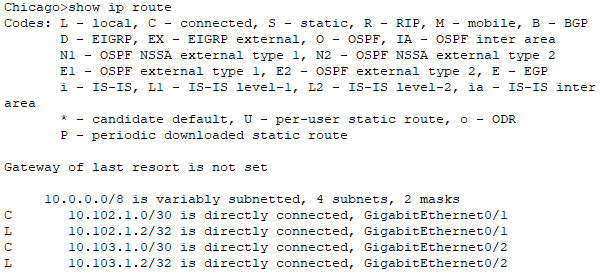 Chicago>show ip route
Codes: L - local, C - connected, S - static, R - RIP, M - mobile, B - BGP
       D - EIGRP, EX - EIGRP external, O - OSPF, IA - OSPF inter area
       N1 - OSPF NSSA external type 1, N2 - OSPF NSSA external type 2
       E1 - OSPF external type 1, E2 - OSPF external type 2, E - EGP
       i - IS-IS, L1 - IS-IS level-1, L2 - IS-IS level-2, ia - IS-IS inter
area
       * - candidate default, U - per-user static route, o - ODR
       P - periodic downloaded static route

Gateway of last resort is not set

     10.0.0.0/8 is variably subnetted, 4 subnets, 2 masks
C       10.102.1.0/30 is directly connected, GigabitEthernet0/1
L       10.102.1.2/32 is directly connected, GigabitEthernet0/1
C       10.103.1.0/30 is directly connected, GigabitEthernet0/2
L       10.103.1.2/32 is directly connected, GigabitEthernet0/2